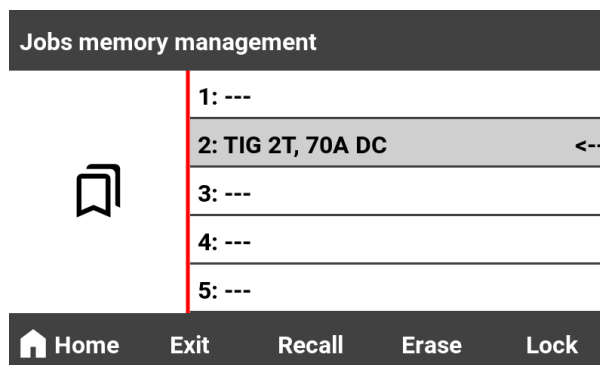 Jobs memory management
1: ---
2: TIG 2T, 70A DC <--
3: ---
4: ---
5: ---
Home Exit Recall Erase Lock